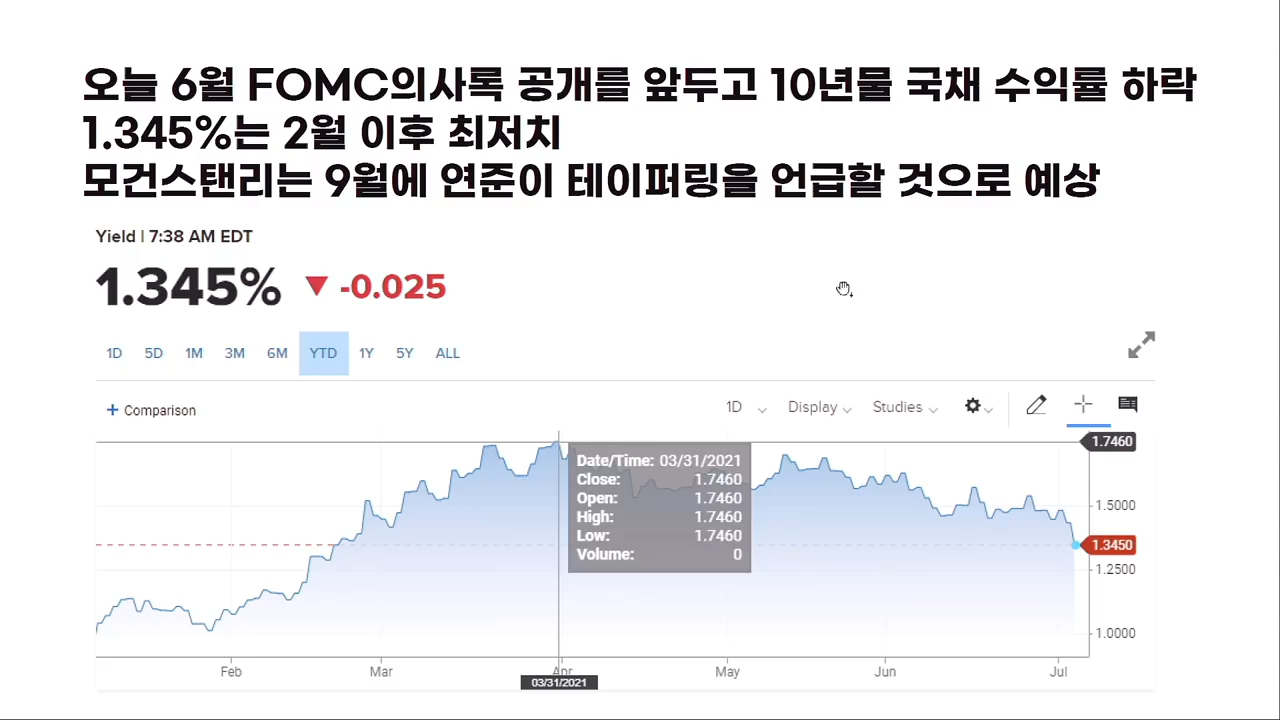 오늘 6월 FOMC의사록 공개를 앞두고 10년물 국채 수익률 하락
1.345%는 2월 이후 최저치
모건스탠리는 9월에 연준이 테이퍼링을 언급할 것으로 예상
Yield | 7:38 AM EDT
1.345% ▼ -0.025
1D 5D 1M 3M 6M YTD 1Y 5Y ALL
+ Comparison 1D Display Studies
1.7460
Date/Time: 03/31/2021
Close: 1.7460
Open: 1.7460
High: 1.7460
Low: 1.7460
Volume: 0
1.5000
1.3450
1.2500
1.0000
Feb Mar Apr May Jun Jul
03/31/2021